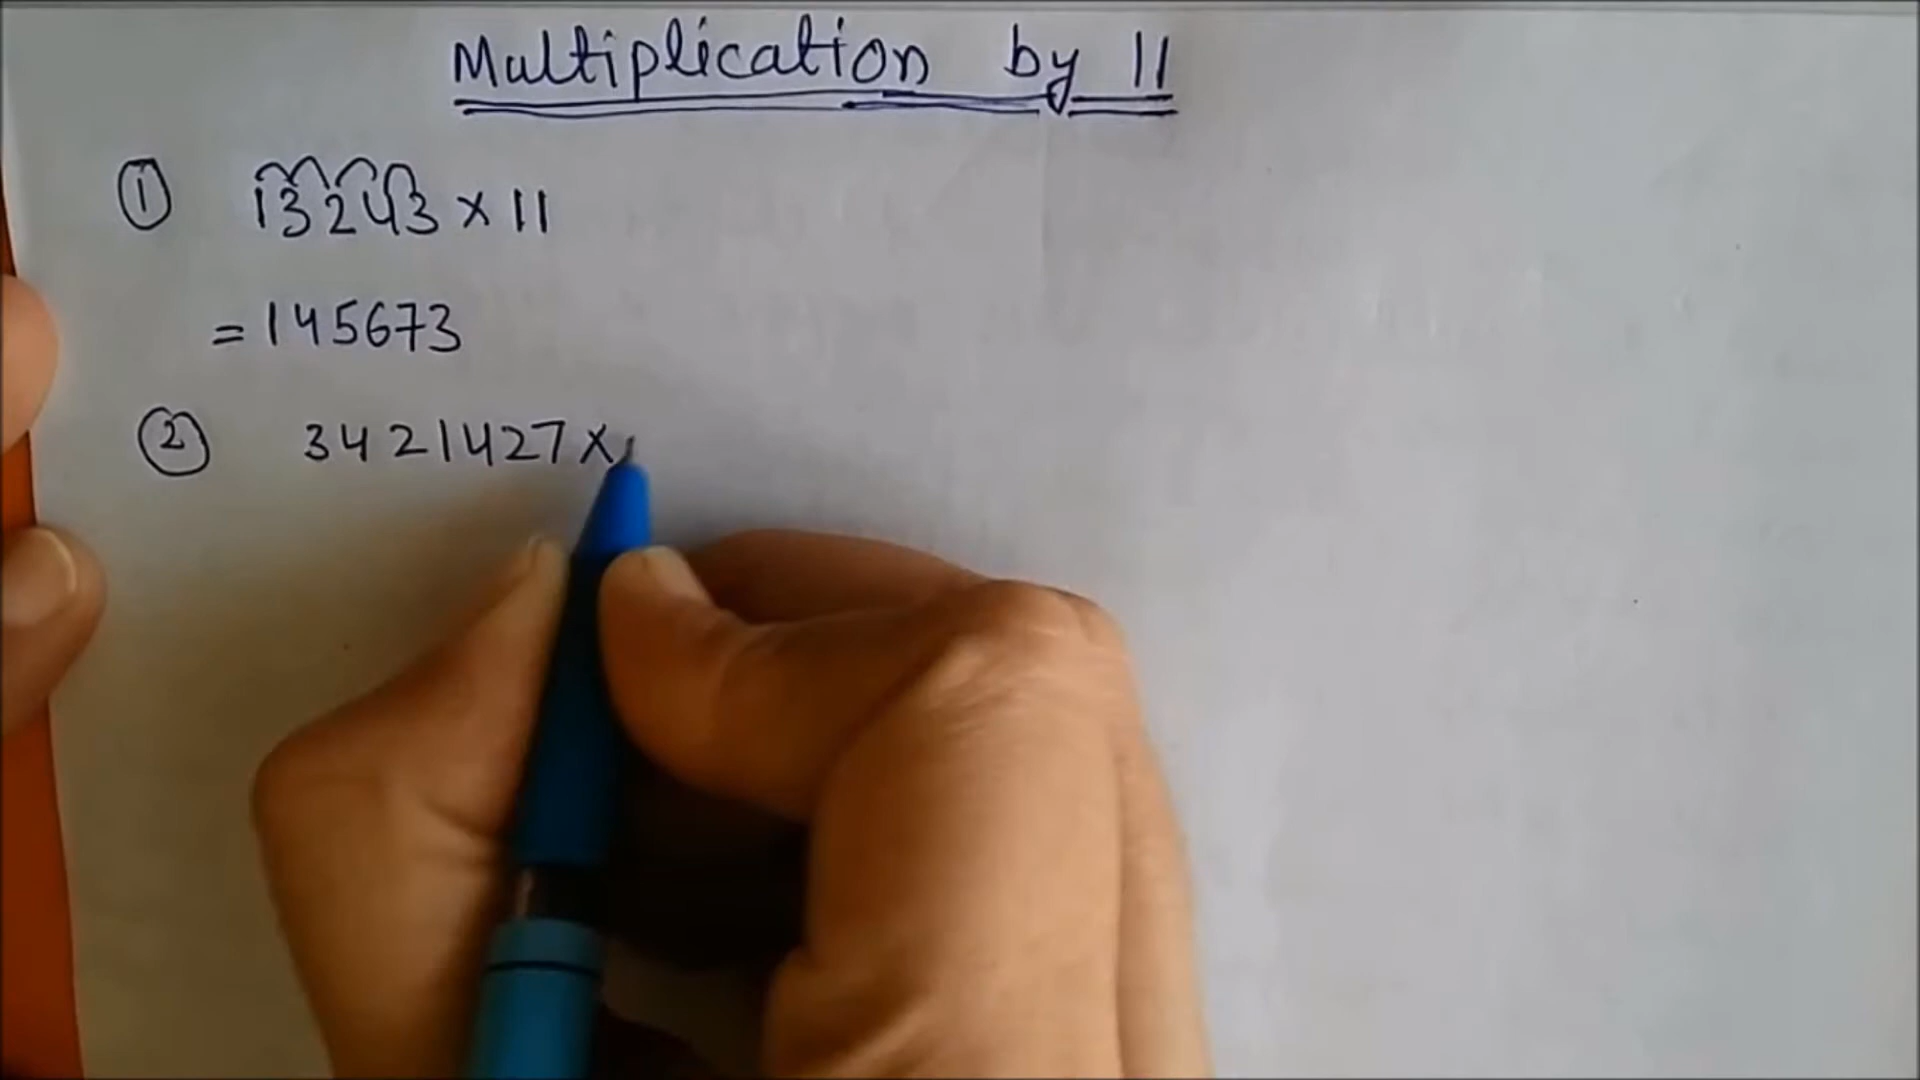 Multiplication by 11
① 13243 × 11
= 145673
② 3421427 ×